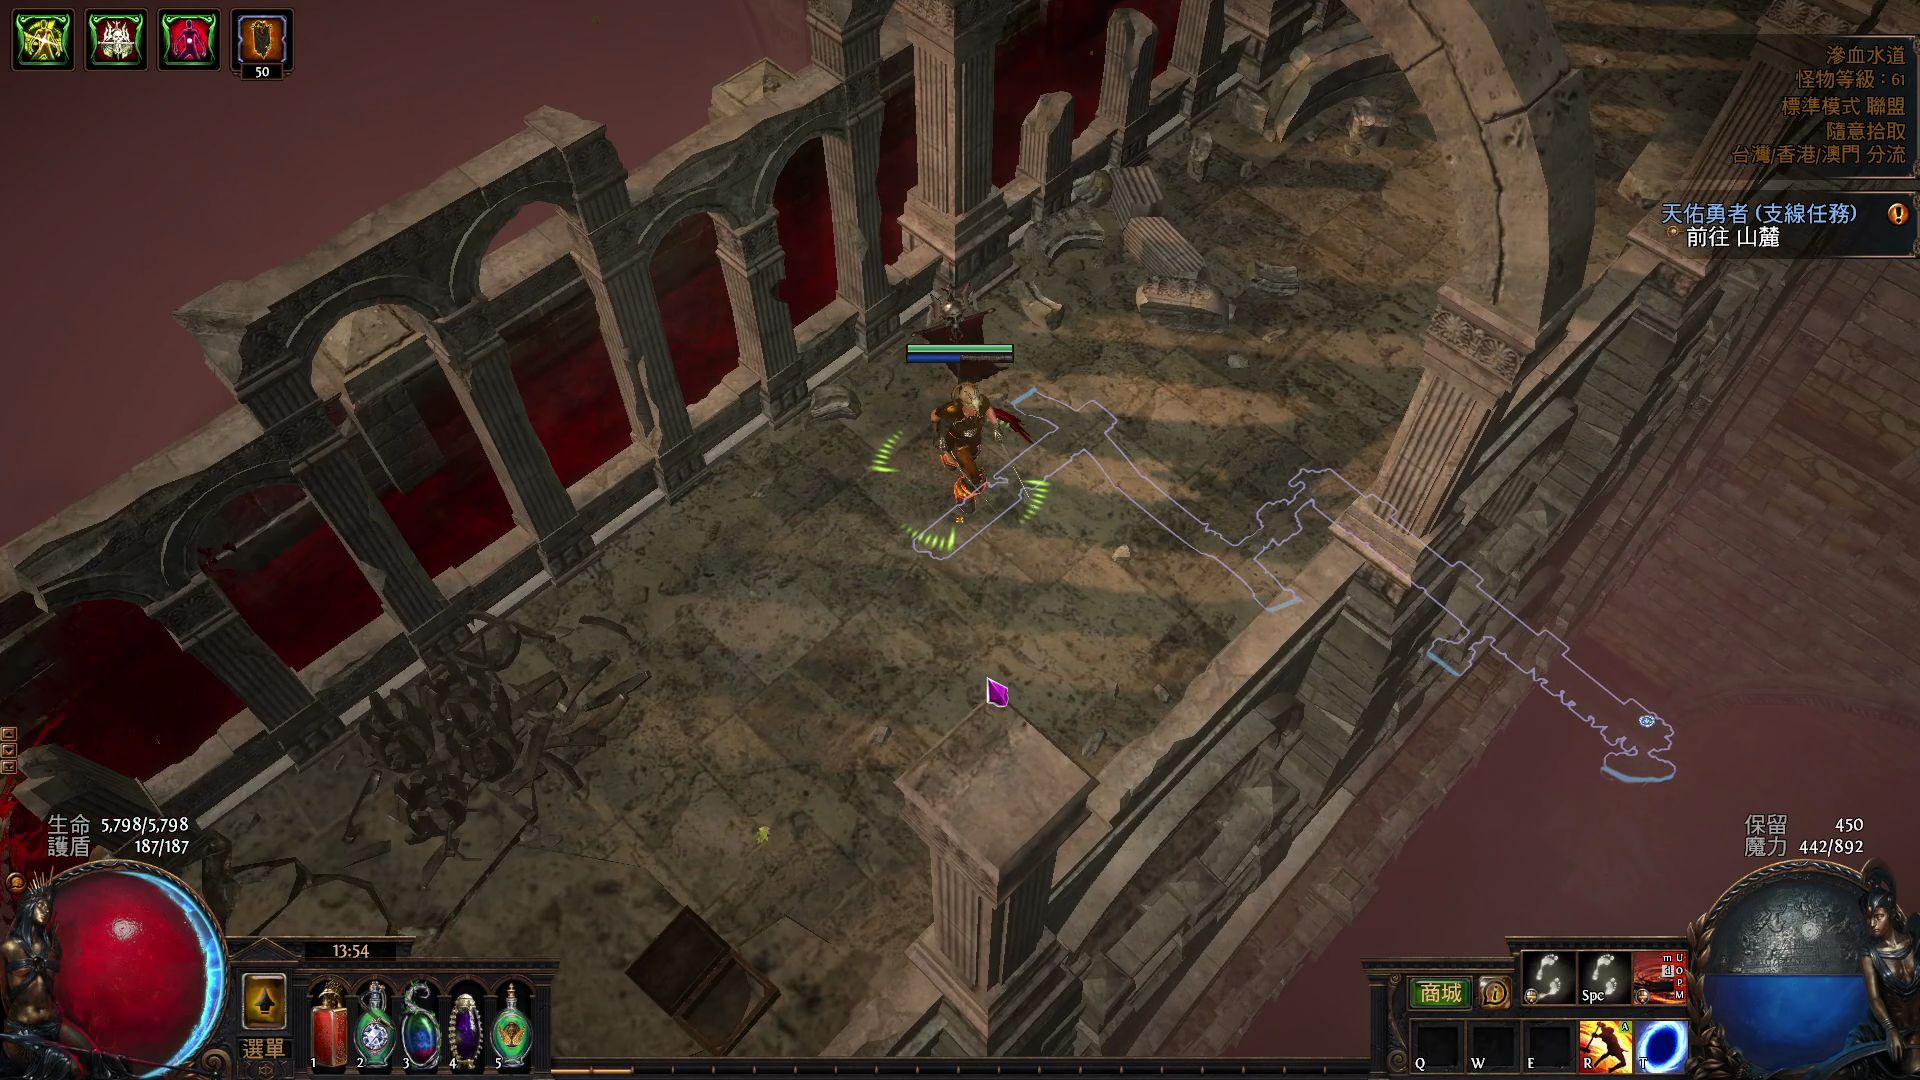 50
滲血水道
怪物等級：61
標準模式 聯盟
隨意拾取
台灣/香港/澳門 分流
天佑勇者 (支線任務)
前往 山麓
生命 5,798/5,798
護盾 187/187
保留 450
魔力 442/892
13:54
選單
1 2 3 4 5
商城
Spc
m U
d O
P
M
Q W E R A T